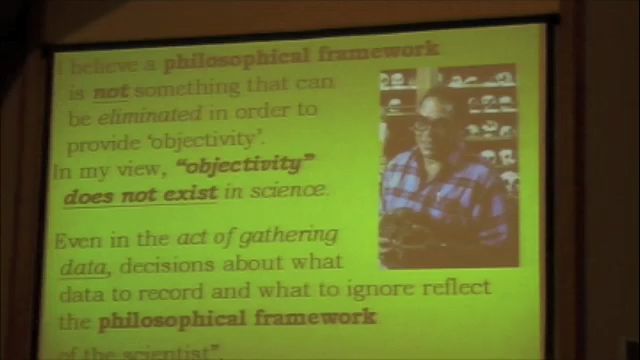 I believe a philosophical framework
is not something that can
be eliminated in order to
provide 'objectivity'.
In my view, "objectivity"
does not exist in science.
Even in the act of gathering
data, decisions about what
data to record and what to ignore reflect
the philosophical framework
of the scientist".